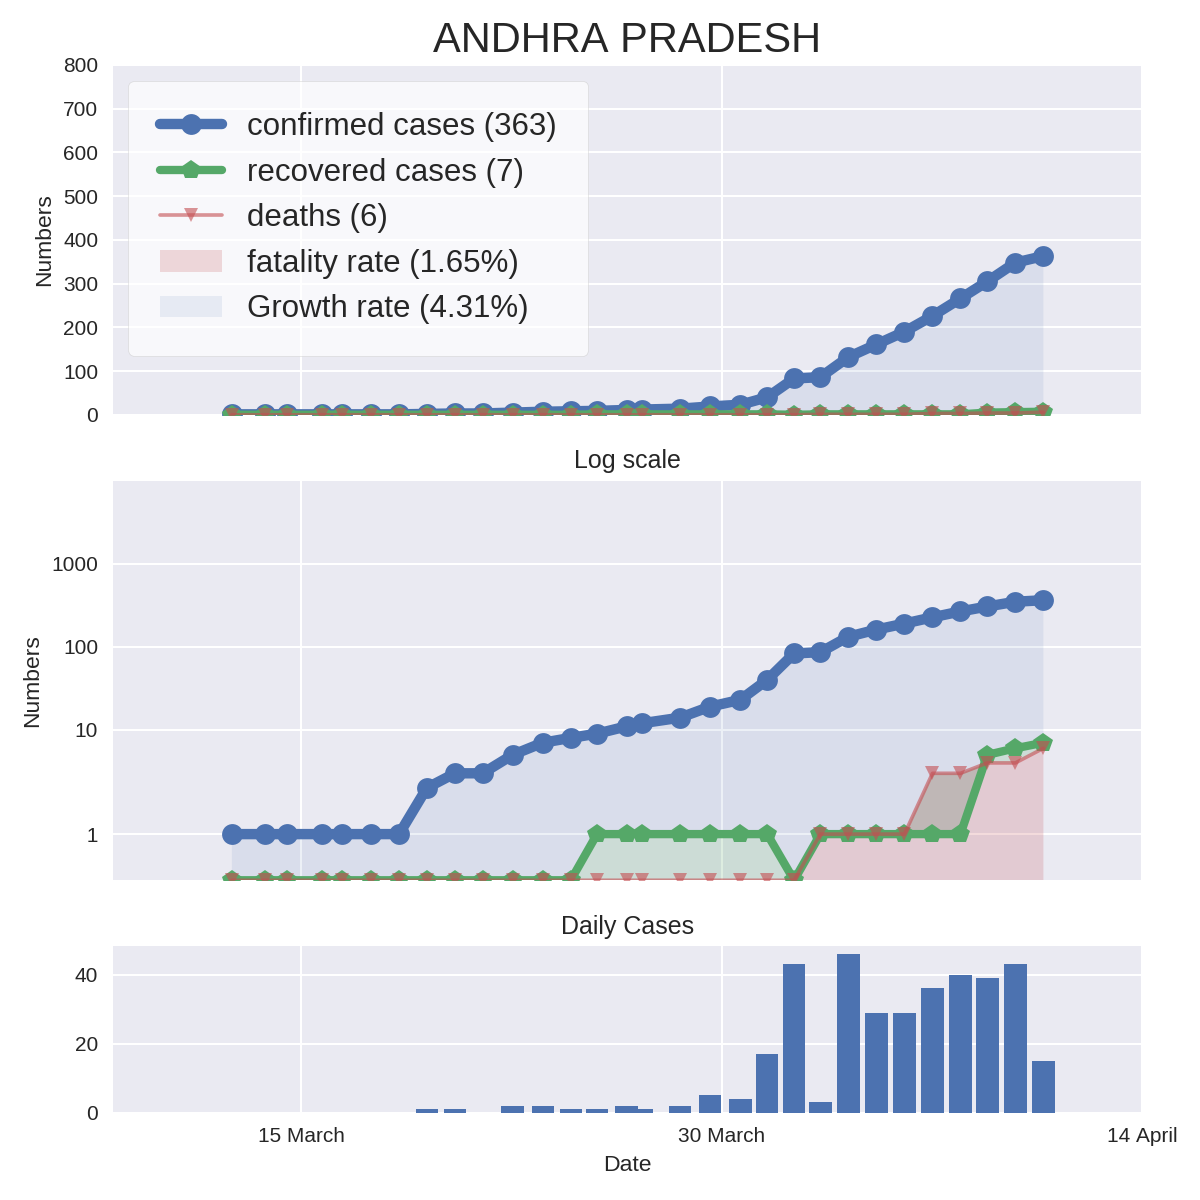 ANDHRA PRADESH
800
700
600
500
400
300
200
100
0
Numbers
confirmed cases (363)
recovered cases (7)
deaths (6)
fatality rate (1.65%)
Growth rate (4.31%)
Log scale
1000
100
10
1
Numbers
Daily Cases
40
20
0
15 March
30 March
14 April
Date